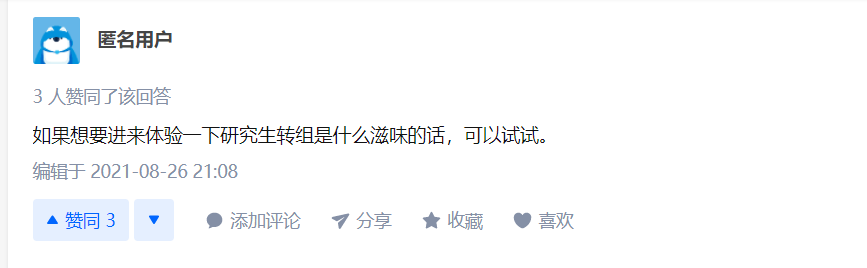 匿名用户
3 人赞同了该回答
如果想要进来体验一下研究生转组是什么滋味的话，可以试试。
编辑于 2021-08-26 21:08
赞同 3 添加评论 分享 收藏 喜欢